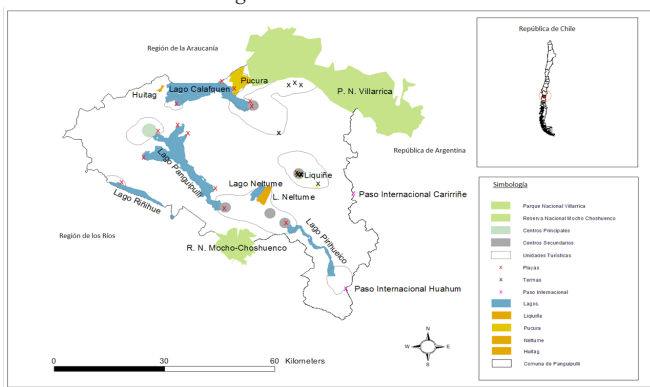 Región de la Araucanía
República de Chile
Pucura
Huitag
Lago Calafquen
P. N. Villarrica
República de Argentina
Lago Panguipulli
Liquiñe
Lago Neltume
L. Neltume
Paso Internacional Carirriñe
Lago Riñihue
Lago Pirihueico
Región de los Ríos
R. N. Mocho-Choshuenco
Paso Internacional Huahum
0 30 60 Kilometers
N
W E
S
Simbología
Parque Nacional Villarrica
Reserva Nacional Mocho Choshuenco
Centros Principales
Centros Secundarios
Unidades Turísticas
Playas
Termas
Paso Internacional
Lagos
Liquiñe
Pucura
Neltume
Huitag
Comuna de Panguipulli